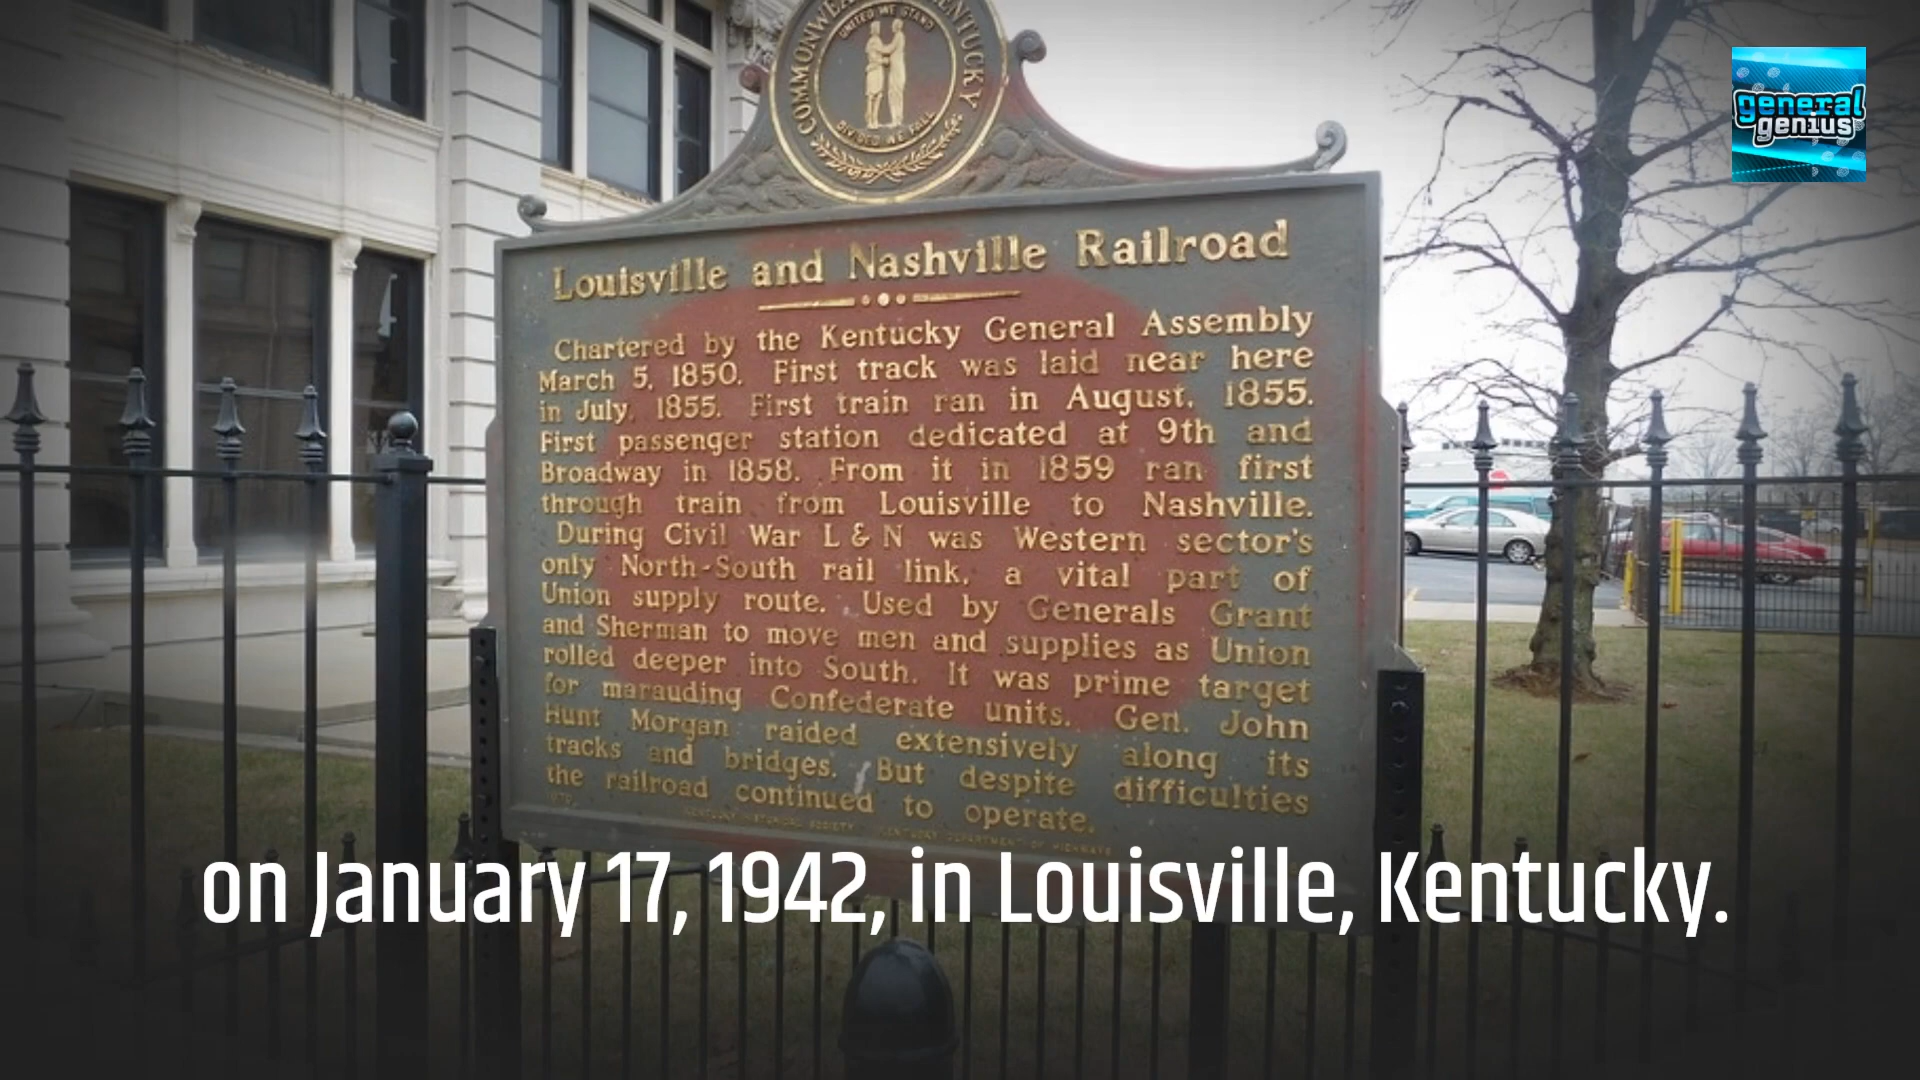 COMMONWEALTH KENTUCKY
UNITED WE STAND
DIVIDED WE FALL
general
genius
Louisville and Nashville Railroad
Chartered by the Kentucky General Assembly
March 5, 1850. First track was laid near here
in July, 1855. First train ran in August, 1855.
First passenger station dedicated at 9th and
Broadway in 1858. From it in 1859 ran first
through train from Louisville to Nashville.
During Civil War L & N was Western sector's
only North-South rail link, a vital part of
Union supply route. Used by Generals Grant
and Sherman to move men and supplies as Union
rolled deeper into South. It was prime target
for marauding Confederate units. Gen. John
Hunt Morgan raided extensively along its
tracks and bridges. But despite difficulties
the railroad continued to operate.
KENTUCKY HISTORICAL SOCIETY KENTUCKY DEPARTMENT OF HIGHWAYS
on January 17, 1942, in Louisville, Kentucky.